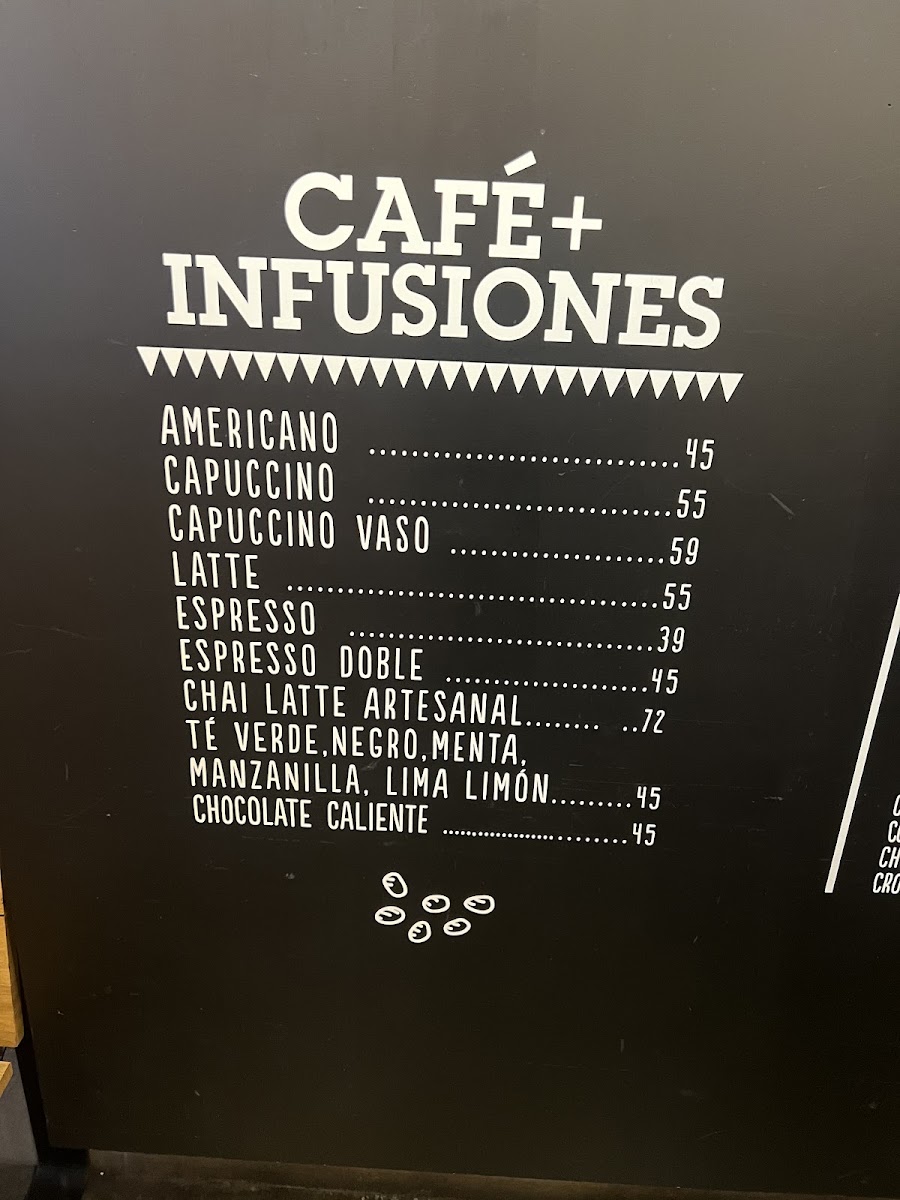 CAFÉ+
INFUSIONES
AMERICANO ............................. 45
CAPUCCINO ............................. 55
CAPUCCINO VASO .................... 59
LATTE ................................... 55
ESPRESSO ............................. 39
ESPRESSO DOBLE .................... 45
CHAI LATTE ARTESANAL........ ..72
TÉ VERDE,NEGRO,MENTA,
MANZANILLA, LIMA LIMÓN.........45
CHOCOLATE CALIENTE ...........................45